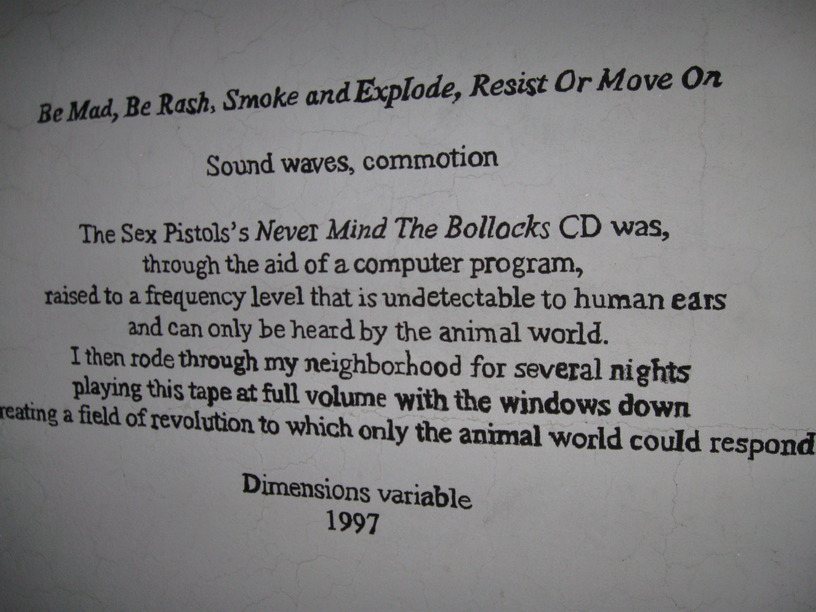 Be Mad, Be Rash, Smoke and Explode, Resist Or Move On
Sound waves, commotion
The Sex Pistols's Never Mind The Bollocks CD was,
through the aid of a computer program,
raised to a frequency level that is undetectable to human ears
and can only be heard by the animal world.
I then rode through my neighborhood for several nights
playing this tape at full volume with the windows down
reating a field of revolution to which only the animal world could respond
Dimensions variable
1997